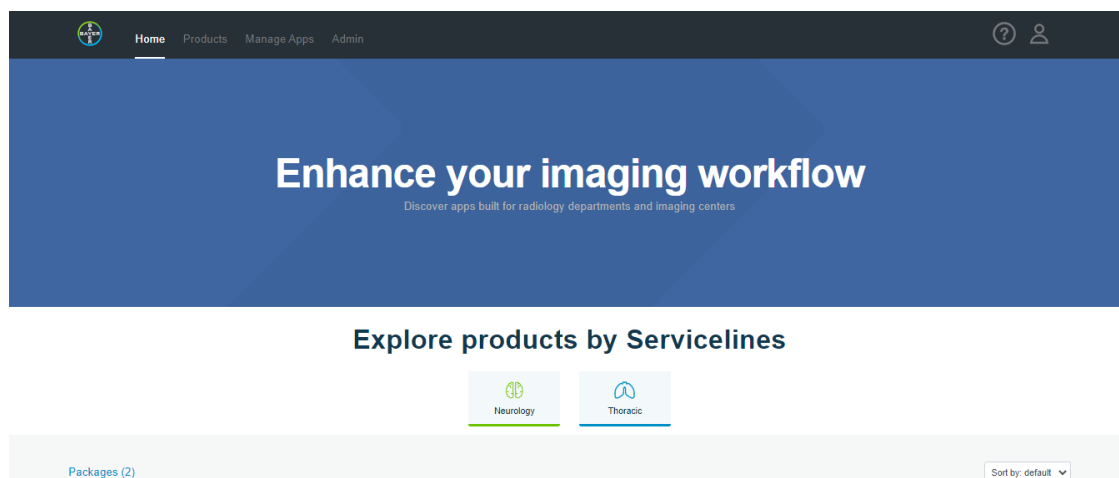 BAYER
Home Products Manage Apps Admin
?
Enhance your imaging workflow
Discover apps built for radiology departments and imaging centers
Explore products by Servicelines
Neurology Thoracic
Packages (2) Sort by: default